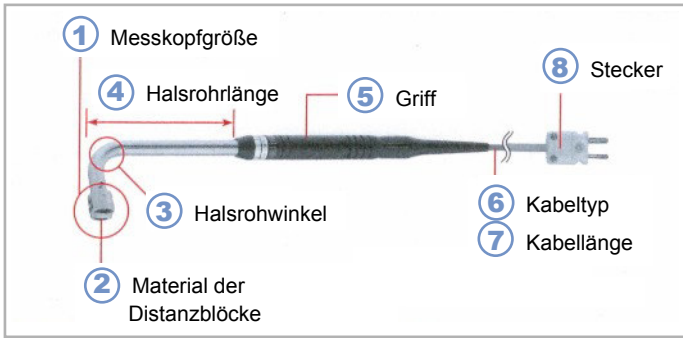 1 Messkopfgröße
4 Halsrohrlänge
5 Griff
8 Stecker
3 Halsrohwinkel
6 Kabeltyp
7 Kabellänge
2 Material der
Distanzblöcke